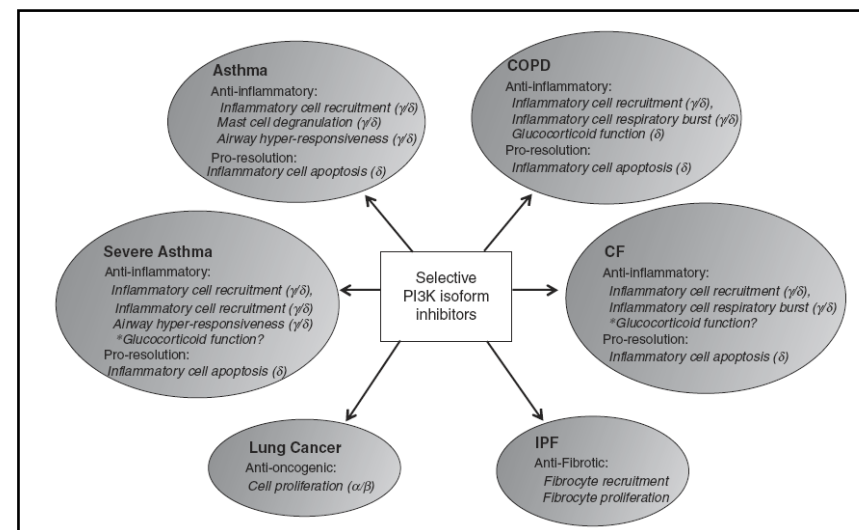 Asthma
Anti-inflammatory:
Inflammatory cell recruitment (γ/δ)
Mast cell degranulation (γ/δ)
Airway hyper-responsiveness (γ/δ)
Pro-resolution:
Inflammatory cell apoptosis (δ)
COPD
Anti-inflammatory:
Inflammatory cell recruitment (γ/δ),
Inflammatory cell respiratory burst (γ/δ)
Glucocorticoid function (δ)
Pro-resolution:
Inflammatory cell apoptosis (δ)
Severe Asthma
Anti-inflammatory:
Inflammatory cell recruitment (γ/δ),
Inflammatory cell recruitment (γ/δ)
Airway hyper-responsiveness (γ/δ)
*Glucocorticoid function?
Pro-resolution:
Inflammatory cell apoptosis (δ)
Selective
PI3K isoform
inhibitors
CF
Anti-inflammatory:
Inflammatory cell recruitment (γ/δ),
Inflammatory cell respiratory burst (γ/δ)
*Glucocorticoid function?
Pro-resolution:
Inflammatory cell apoptosis (δ)
Lung Cancer
Anti-oncogenic:
Cell proliferation (α/β)
IPF
Anti-Fibrotic:
Fibrocyte recruitment
Fibrocyte proliferation